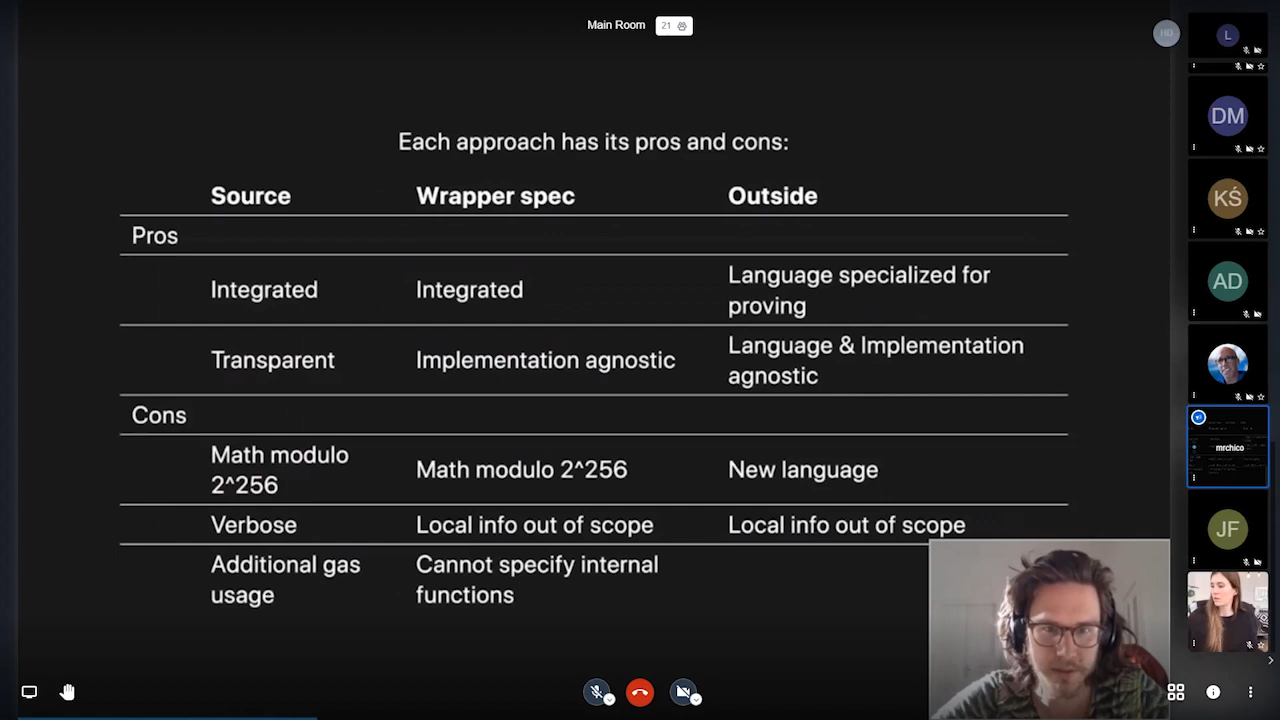 Main Room 21
HD
L
DM
KŚ
AD
mrchico
JF
Each approach has its pros and cons:
Source Wrapper spec Outside
Pros
Integrated Integrated Language specialized for
proving
Transparent Implementation agnostic Language & Implementation
agnostic
Cons
Math modulo
2^256 Math modulo 2^256 New language
Verbose Local info out of scope Local info out of scope
Additional gas
usage Cannot specify internal
functions